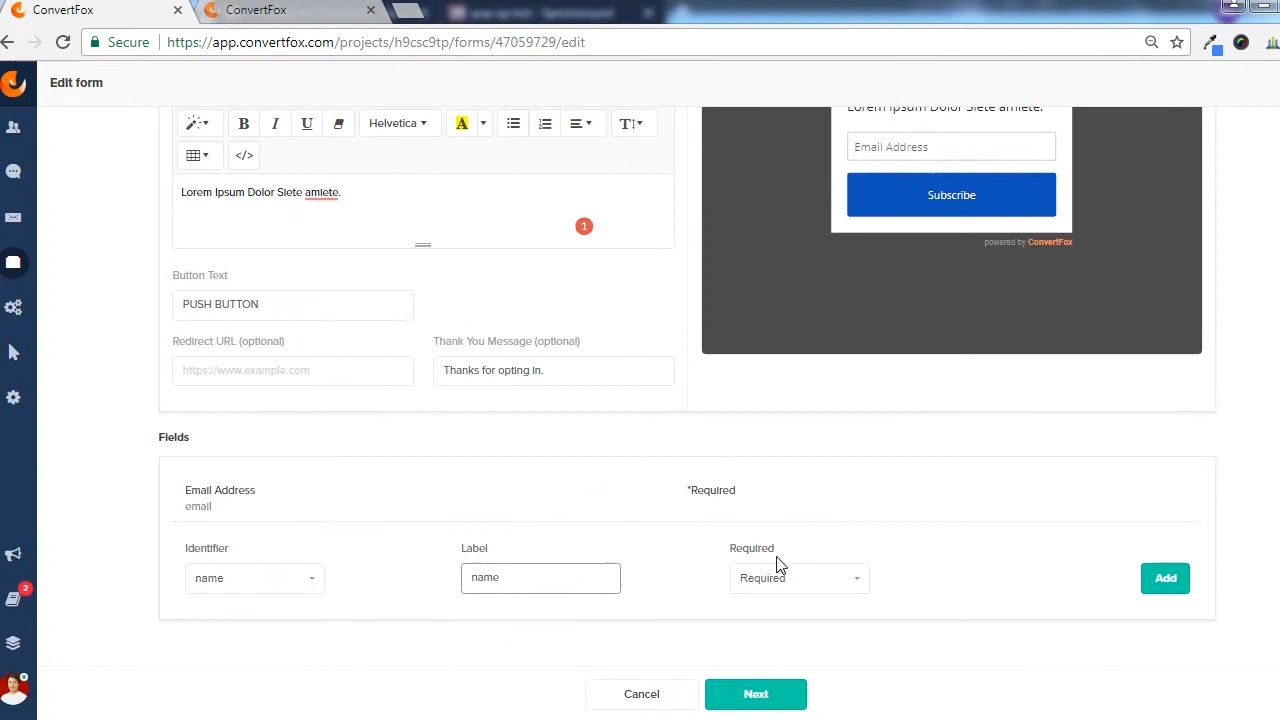 ConvertFox
ConvertFox
Secure
https://app.convertfox.com/projects/h9csc9tp/forms/47059729/edit
Edit form
Lorem Ipsum Dolor Siete amlete.
B I U Helvetica A T
</>
Email Address
Lorem Ipsum Dolor Siete amlete.
Subscribe
1
powered by ConvertFox
Button Text
PUSH BUTTON
Redirect URL (optional)
Thank You Message (optional)
https://www.example.com
Thanks for opting in.
Fields
Email Address
*Required
email
Identifier
Label
Required
name
name
Required
Add
2
Cancel
Next